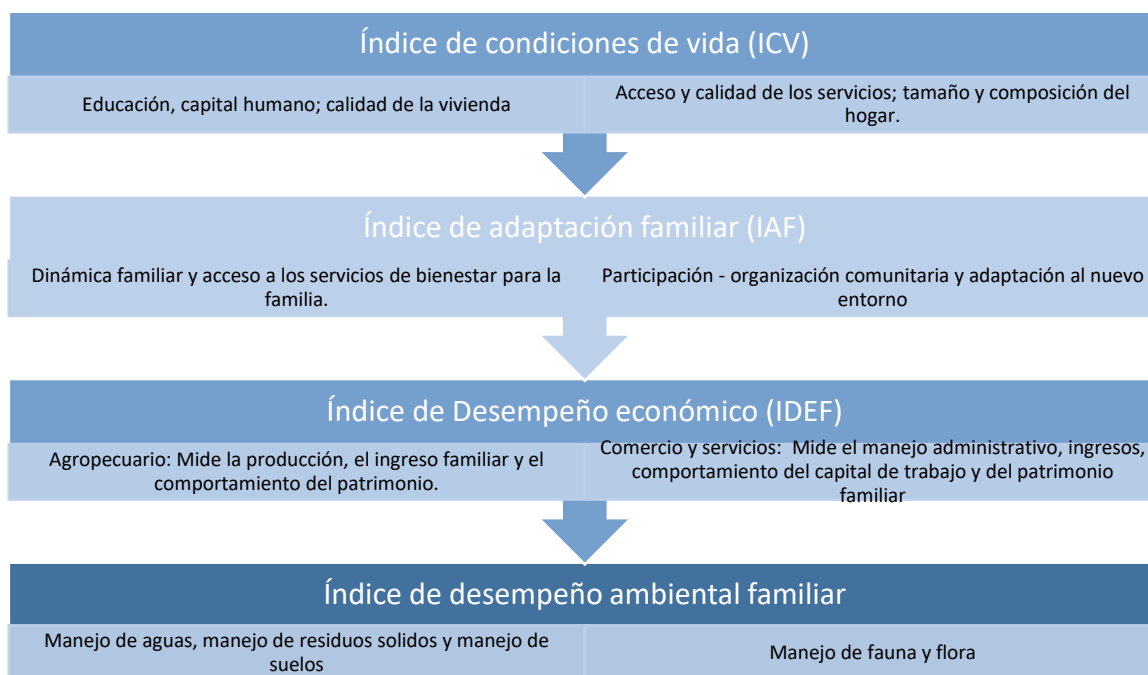 Índice de condiciones de vida (ICV)
Educación, capital humano; calidad de la vivienda
Acceso y calidad de los servicios; tamaño y composición del
hogar.
Índice de adaptación familiar (IAF)
Dinámica familiar y acceso a los servicios de bienestar para la
familia.
Participación - organización comunitaria y adaptación al nuevo
entorno
Índice de Desempeño económico (IDEF)
Agropecuario: Mide la producción, el ingreso familiar y el
comportamiento del patrimonio.
Comercio y servicios: Mide el manejo administrativo, ingresos,
comportamiento del capital de trabajo y del patrimonio
familiar
Índice de desempeño ambiental familiar
Manejo de aguas, manejo de residuos solidos y manejo de
suelos
Manejo de fauna y flora